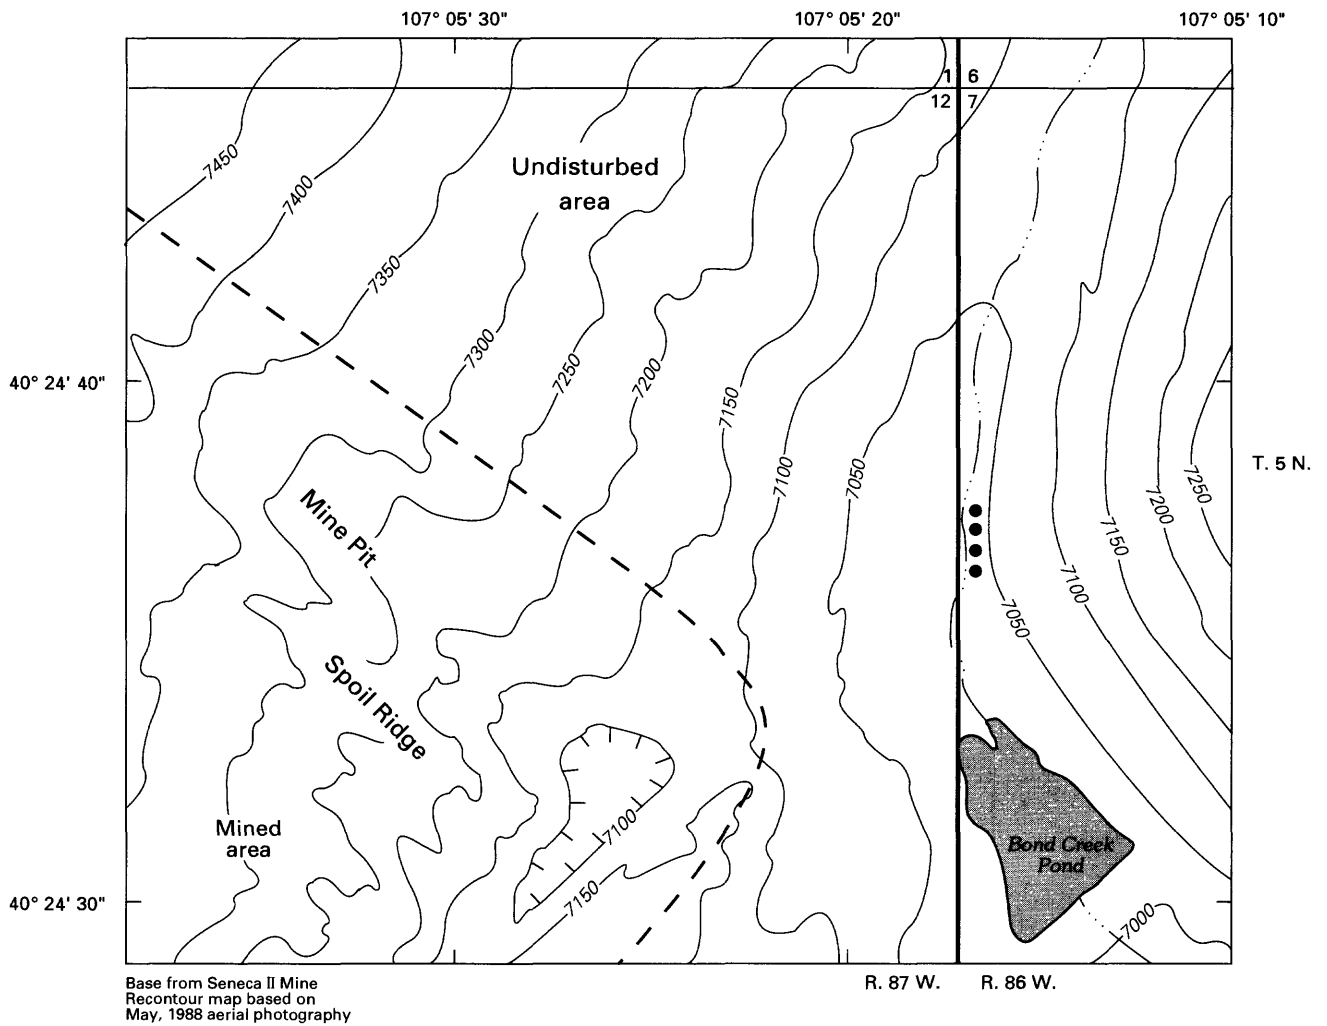 107° 05' 30"
107° 05' 20"
107° 05' 10"
1 6
12 7
7450
Undisturbed
area
7400
7350
7300
7250
7200
7150
40° 24' 40"
7100
7050
7250
T. 5 N.
7200
Mine Pit
7150
7100
7050
Spoil Ridge
7100
Mined
area
Bond Creek
Pond
7150
40° 24' 30"
7000
Base from Seneca II Mine
Recontour map based on
May, 1988 aerial photography
R. 87 W.
R. 86 W.